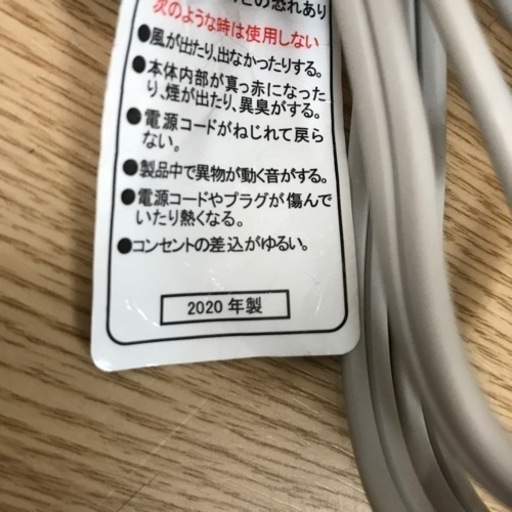 の恐れあり
次のような時は使用しない
●風が出たり、出なかったりする。
●本体内部が真っ赤になった
り、煙が出たり、異臭がする。
●電源コードがねじれて戻ら
ない。
●製品中で異物が動く音がする。
●電源コードやプラグが傷んで
いたり熱くなる。
●コンセントの差込がゆるい。
2020 年製